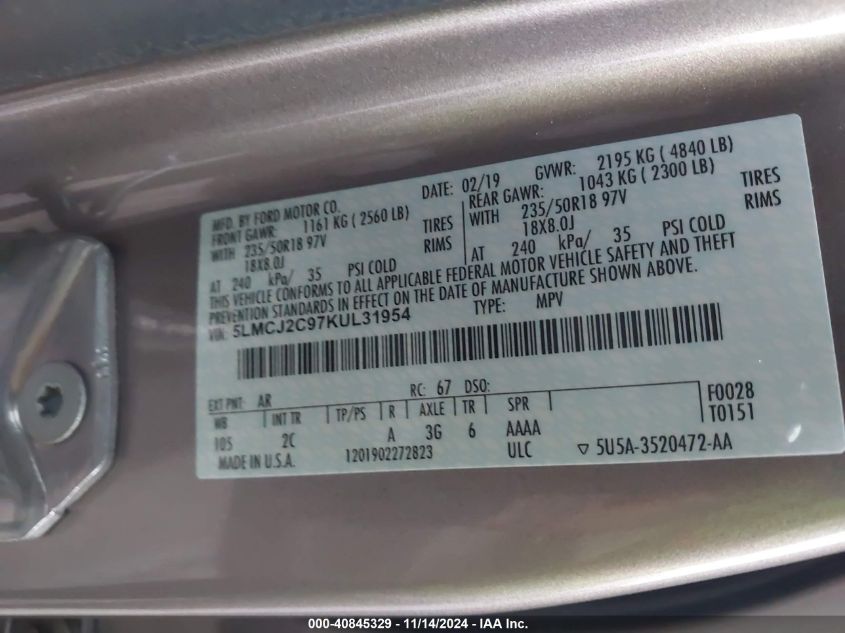 MFD. BY FORD MOTOR CO.
DATE: 02/19 GVWR: 2195 KG ( 4840 LB)
FRONT GAWR: 1161 KG ( 2560 LB) REAR GAWR: 1043 KG ( 2300 LB)
WITH 235/50R18 97V TIRES WITH 235/50R18 97V TIRES
18X8.0J RIMS 18X8.0J RIMS
AT 240 kPa/ 35 PSI COLD AT 240 kPa/ 35 PSI COLD
THIS VEHICLE CONFORMS TO ALL APPLICABLE FEDERAL MOTOR VEHICLE SAFETY AND THEFT
PREVENTION STANDARDS IN EFFECT ON THE DATE OF MANUFACTURE SHOWN ABOVE.
VIN: 5LMCJ2C97KUL31954 TYPE: MPV
EXT PNT: AR RC: 67 DSO: F0028
WB INT TR TP/PS R AXLE TR SPR T0151
105 2C A 3G 6 AAAA
MADE IN U.S.A. 1201902272823 ULC ▽ 5U5A-3520472-AA
000-40845329 - 11/14/2024 - IAA Inc.